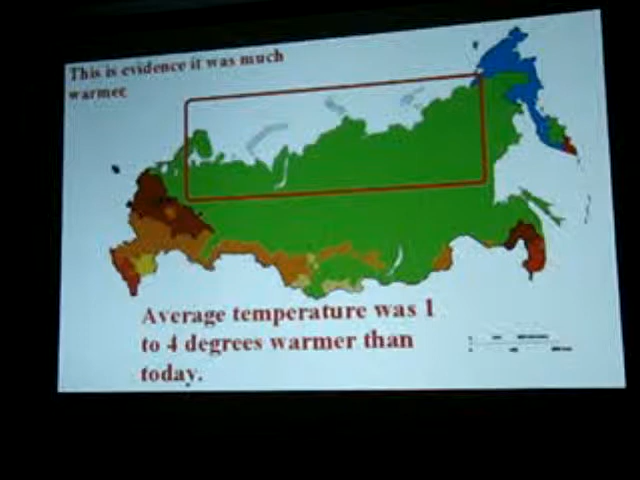 This is evidence it was much
warmer
Average temperature was 1
to 4 degrees warmer than
today.